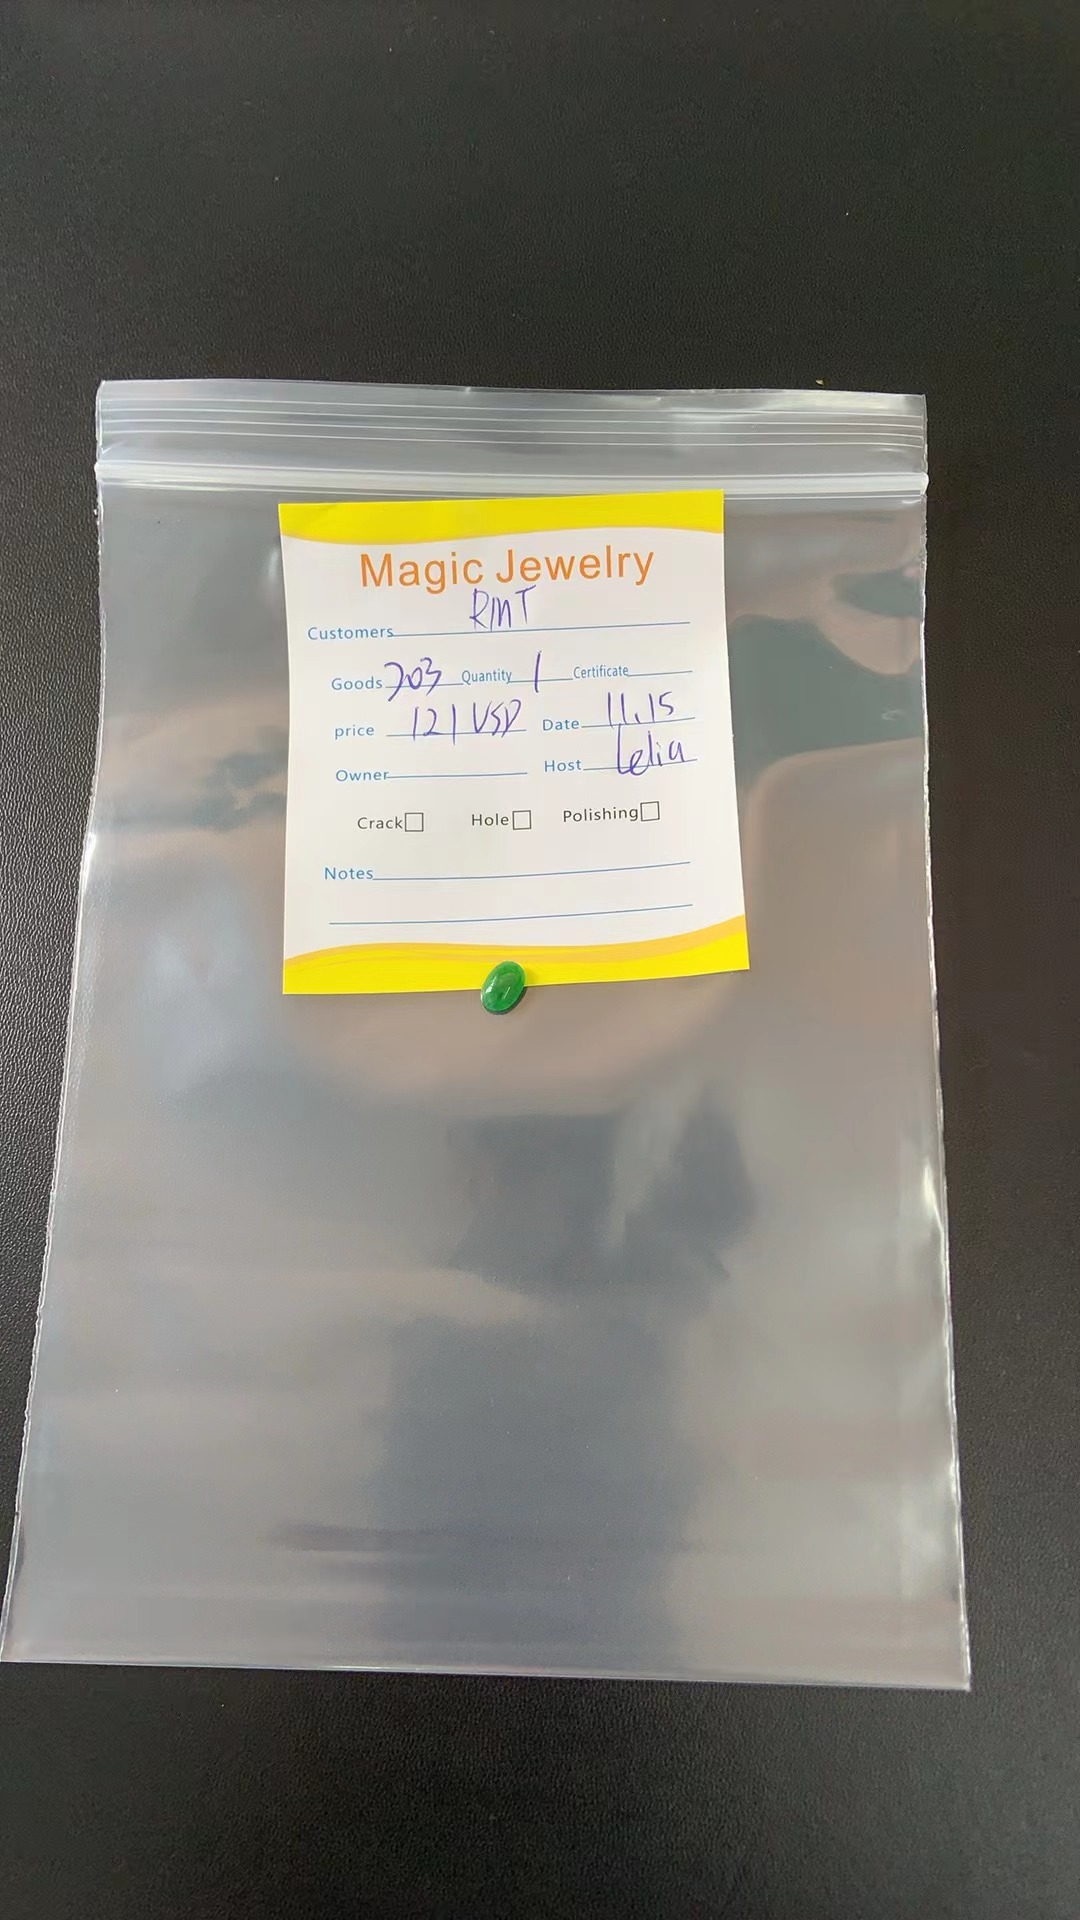 Magic Jewelry
Customers RMT
Goods 703 Quantity 1 Certificate
price 121 USD Date 11.15
Owner Host Lelia
Crack Hole Polishing
Notes